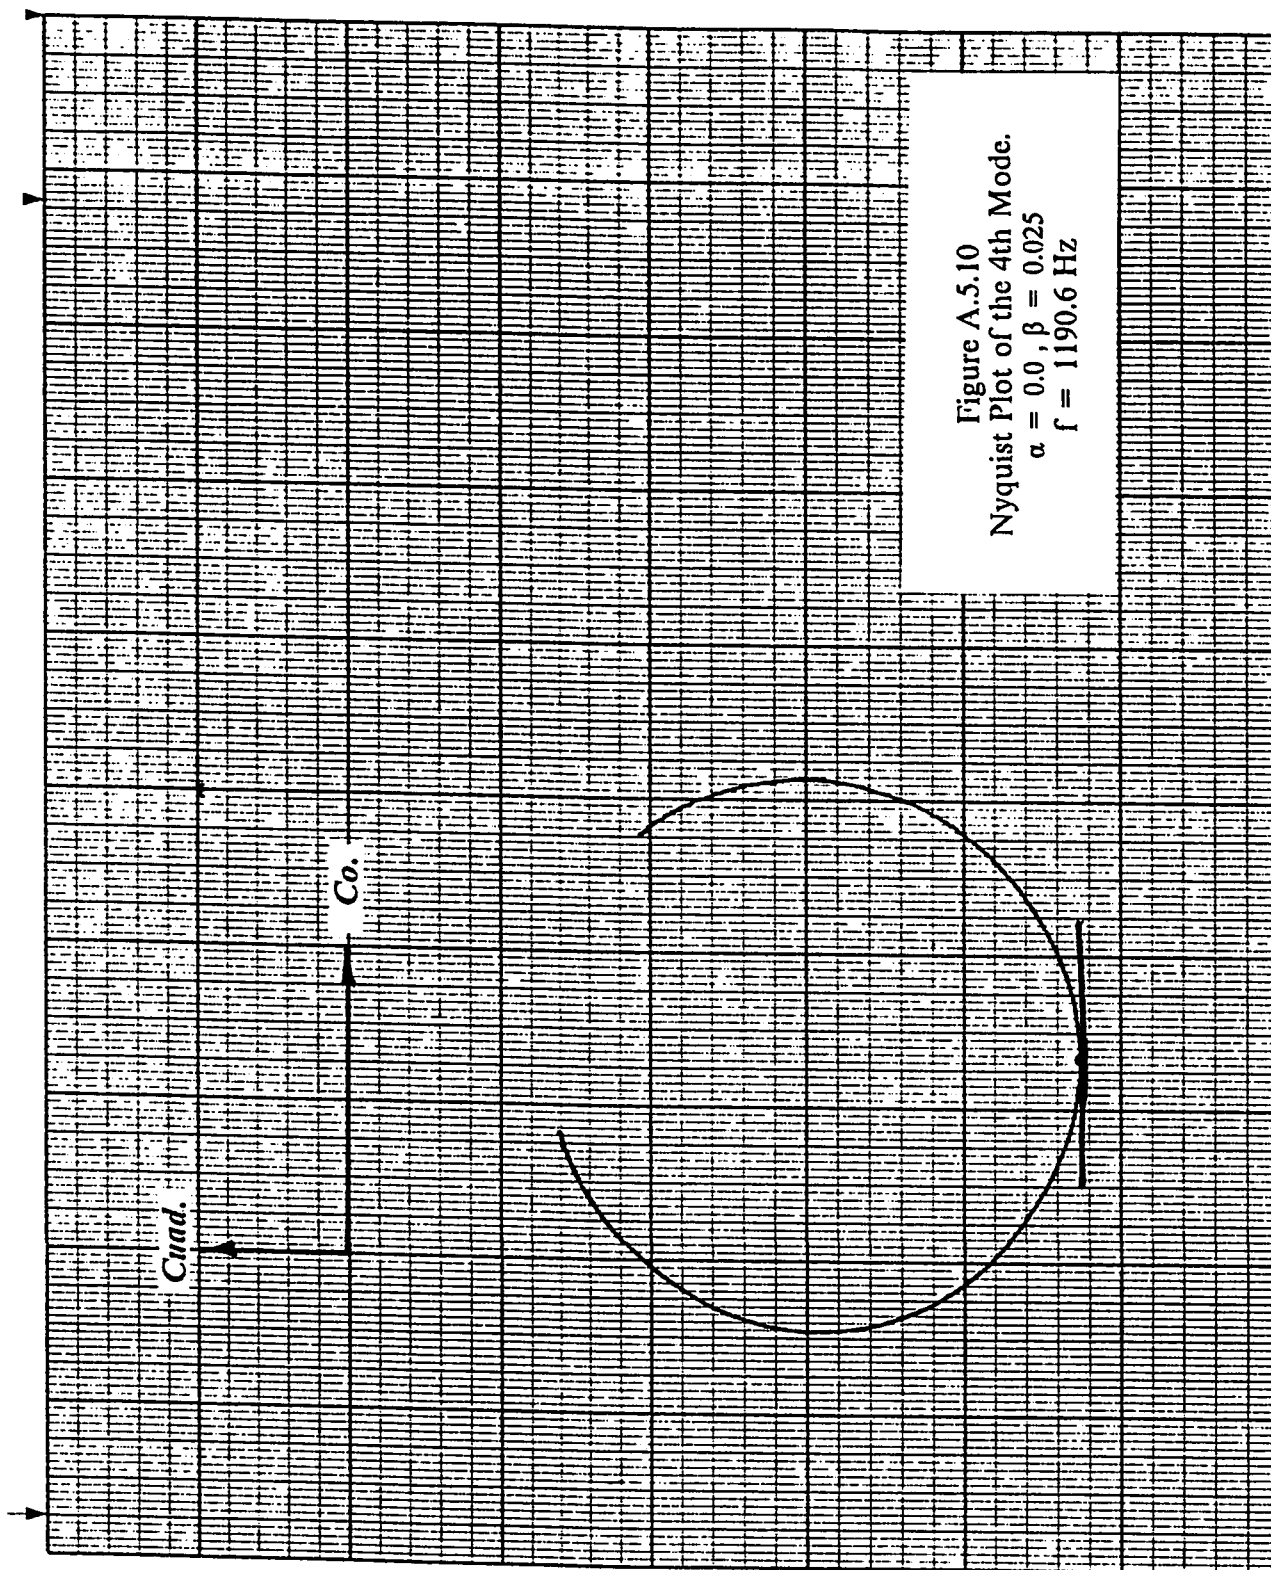 Cuad.
Co.
Figure A.5.10
Nyquist Plot of the 4th Mode.
α = 0.0 , β = 0.025
f = 1190.6 Hz